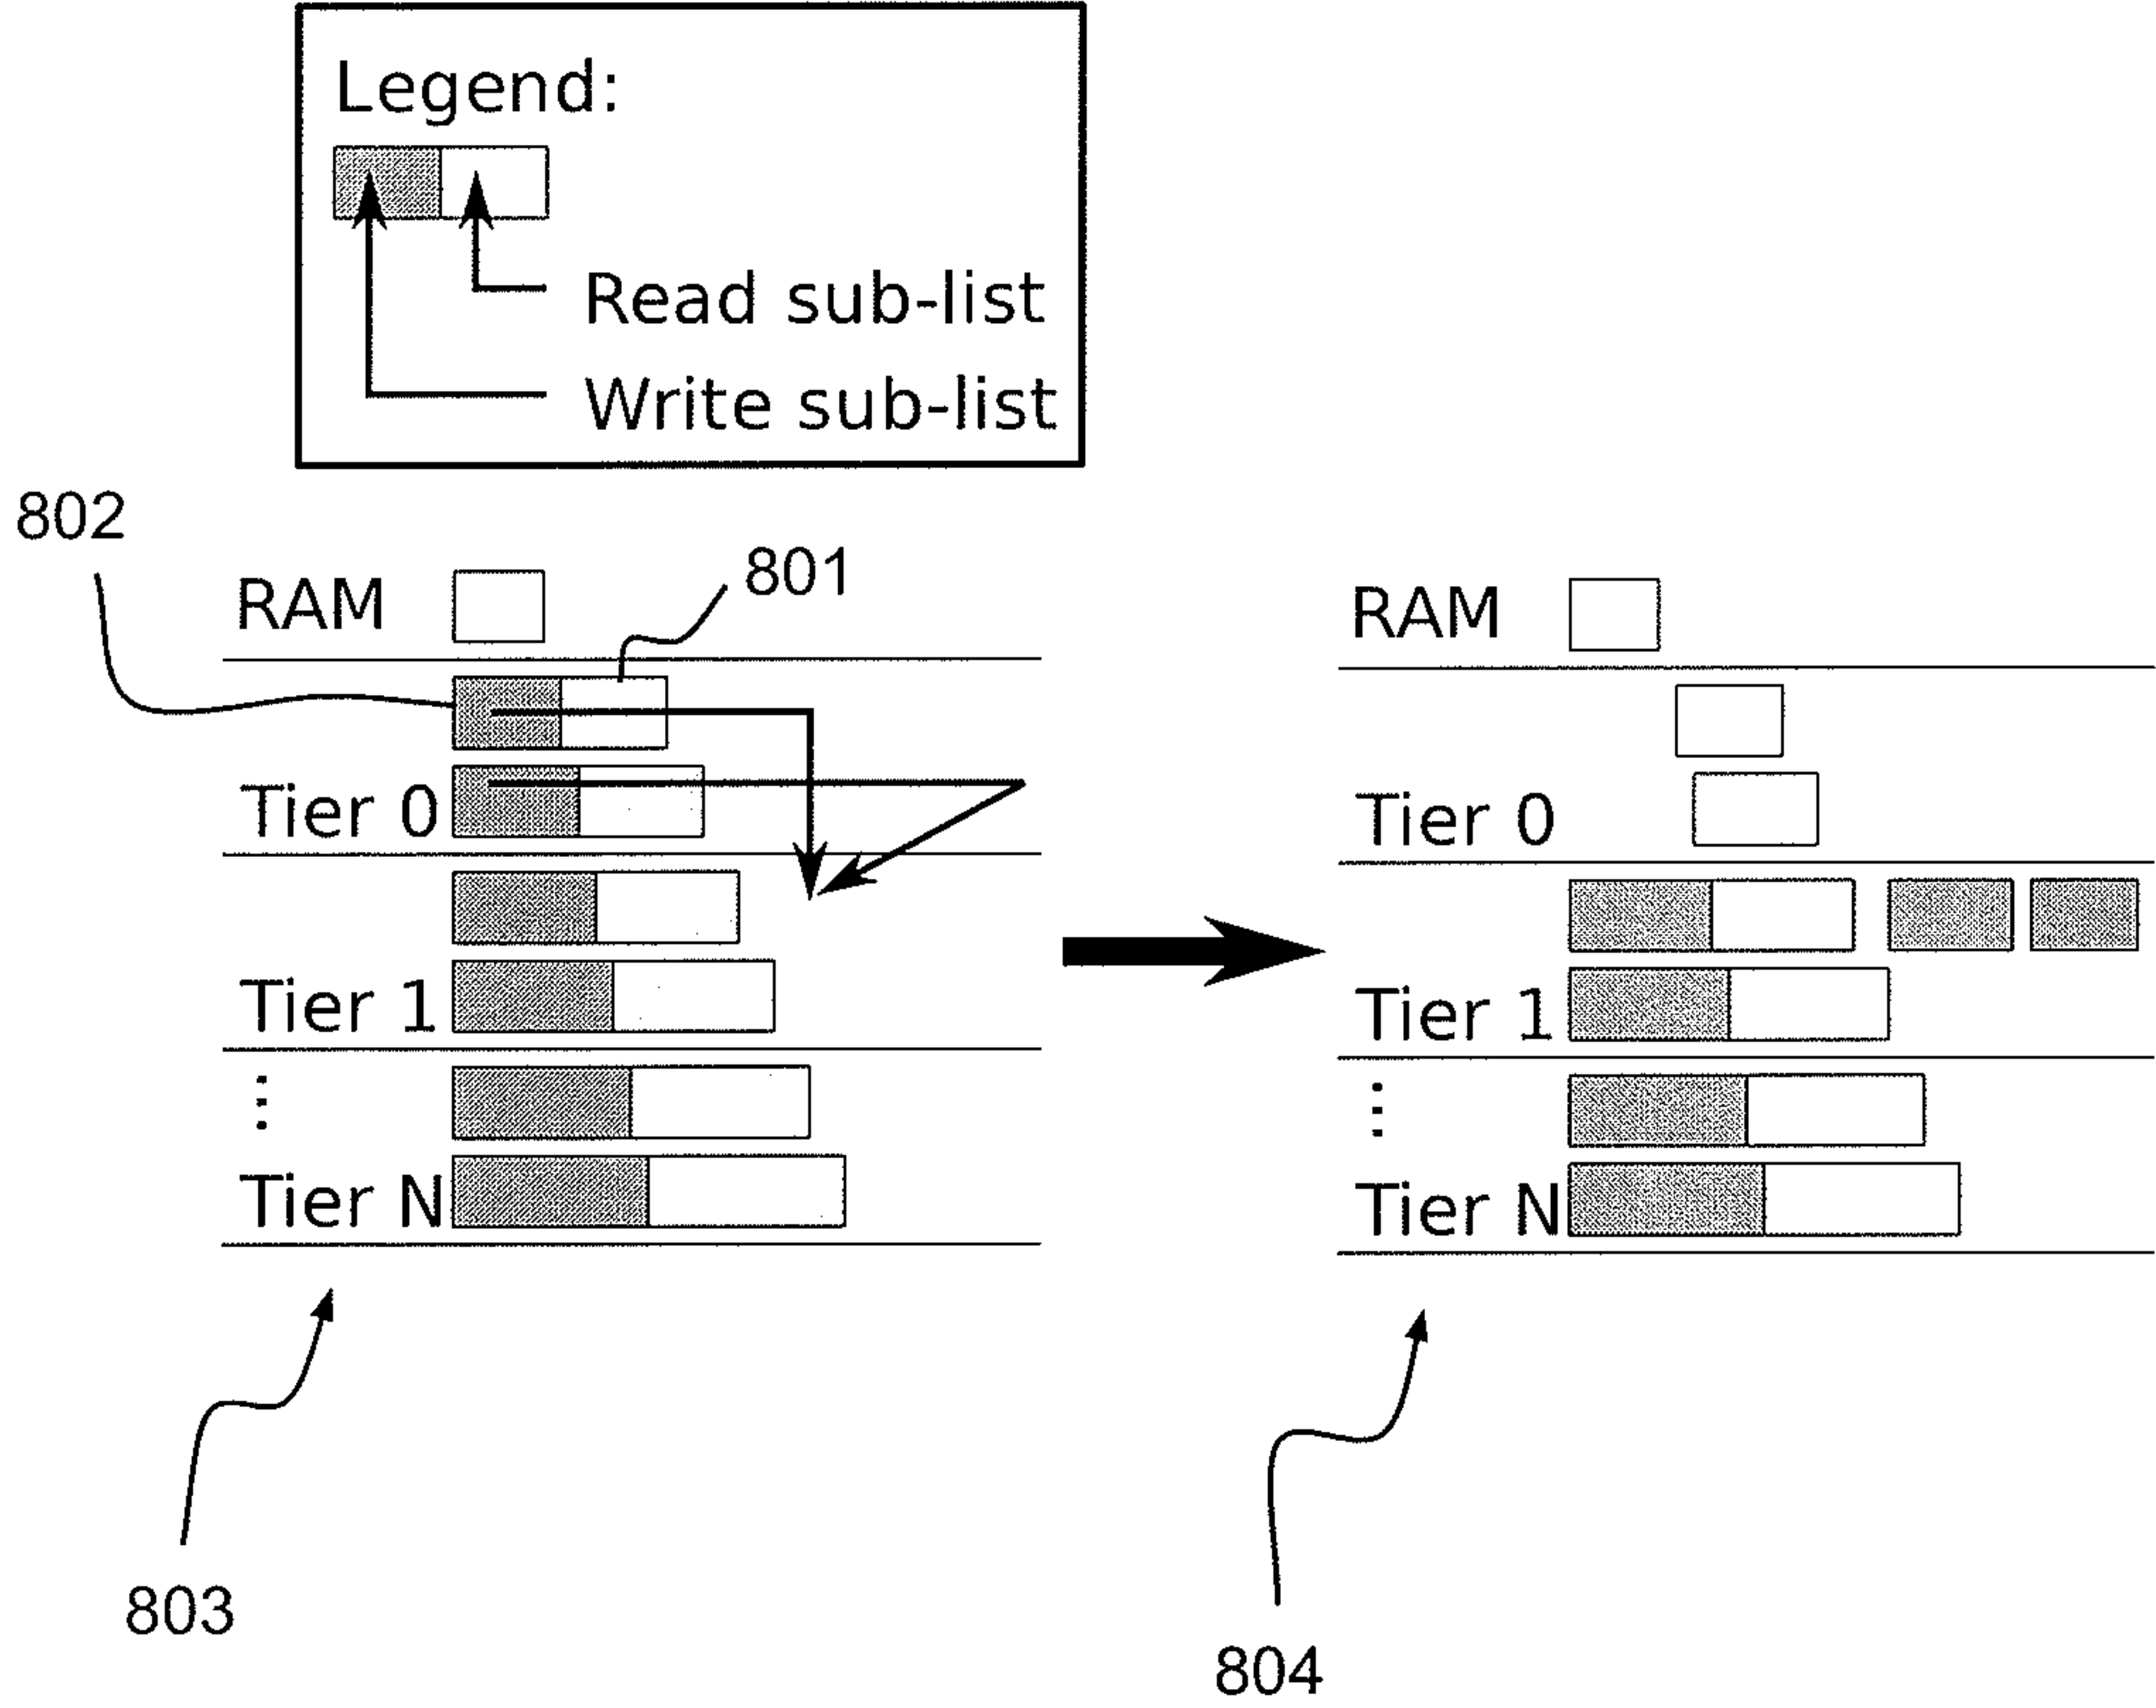 Legend:
Read sub-list
Write sub-list
802
801
RAM
Tier 0
Tier 1
⋮
Tier N
803
RAM
Tier 0
Tier 1
⋮
Tier N
804